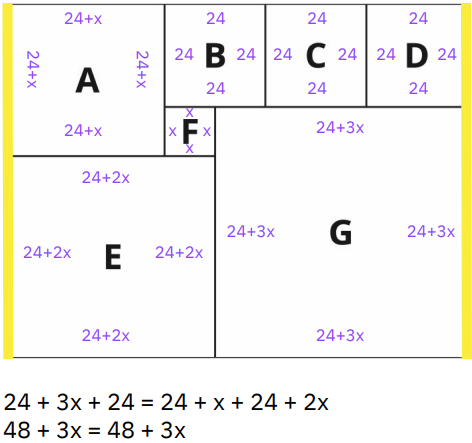 24+x 24 24 24
24+x A 24+x 24 B 24 24 C 24 24 D 24
24 24 24
24+x x F x 24+3x
x
x
24+2x
24+2x E 24+2x 24+3x G 24+3x
24+2x 24+3x
24 + 3x + 24 = 24 + x + 24 + 2x
48 + 3x = 48 + 3x